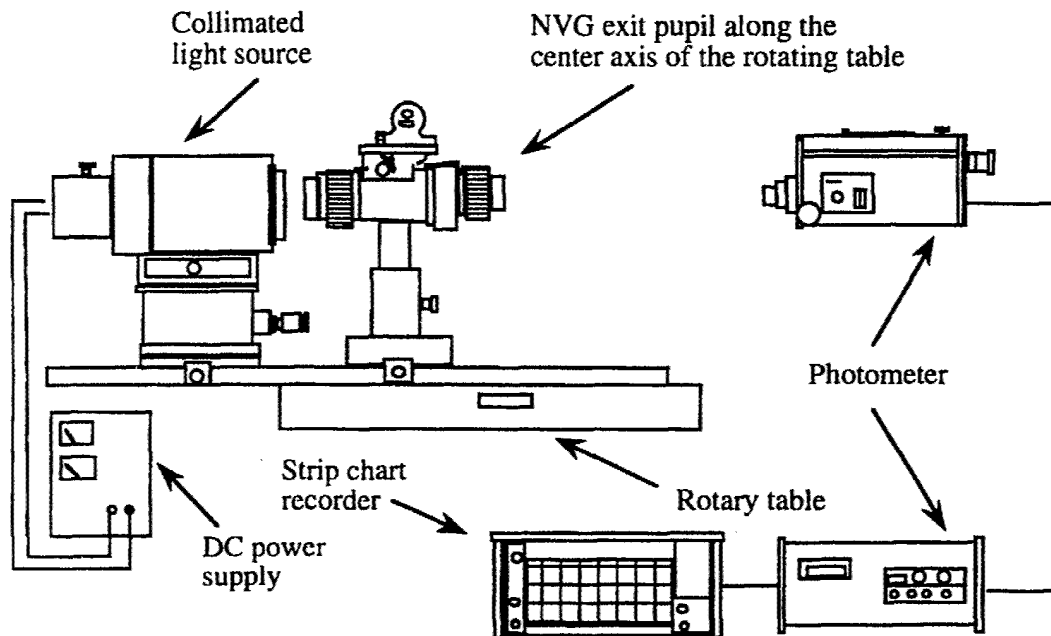 Collimated
light source
NVG exit pupil along the
center axis of the rotating table
Photometer
Strip chart
recorder
Rotary table
DC power
supply